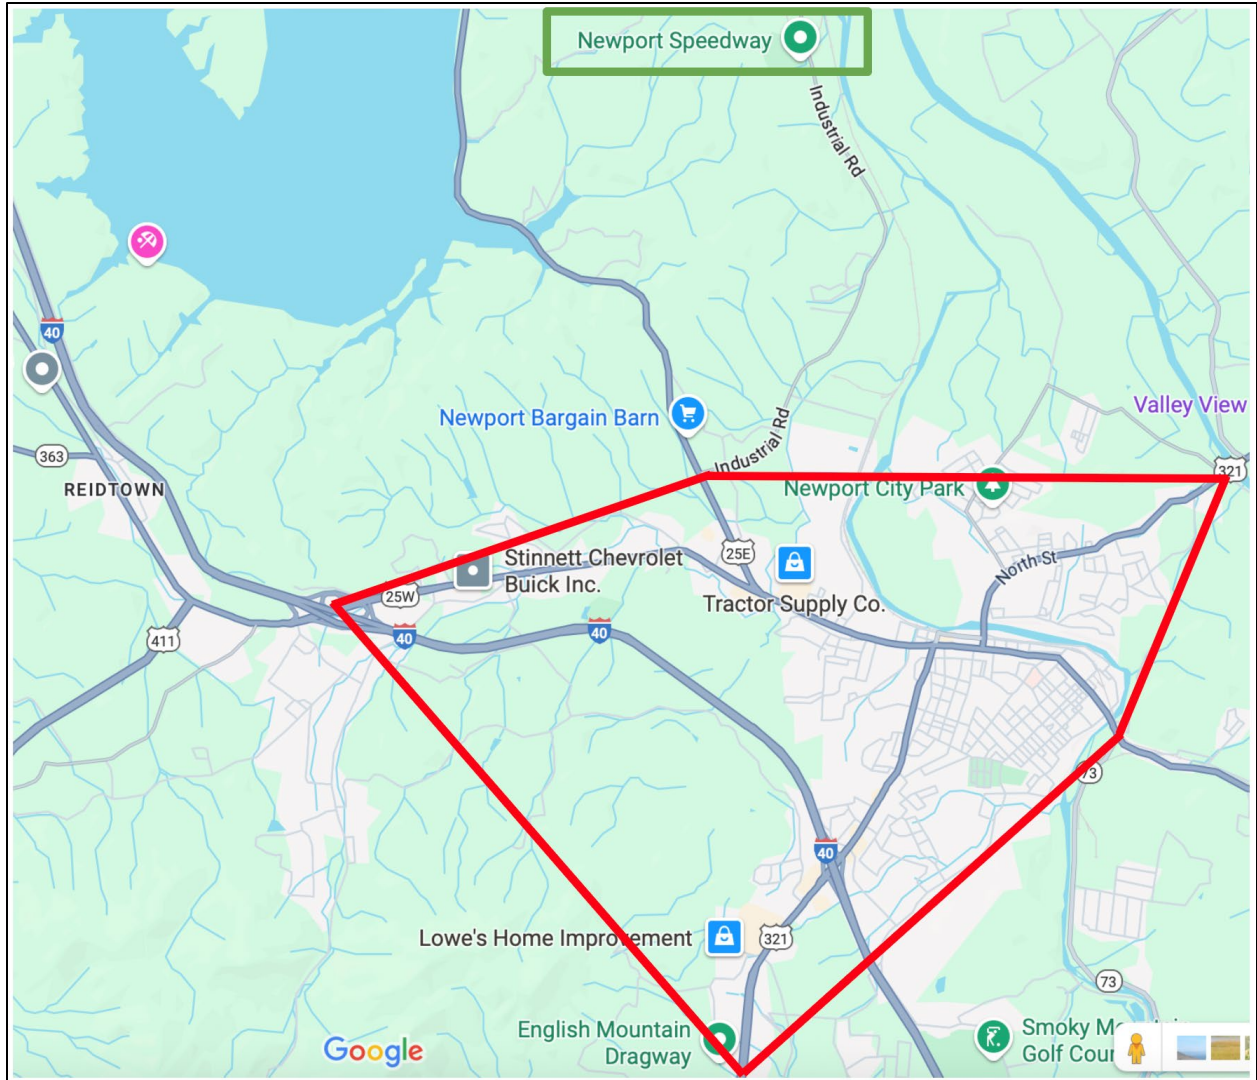 Newport Speedway
Industrial Rd
40
Valley View
Newport Bargain Barn
363
Industrial Rd
321
REIDTOWN
Newport City Park
Stinnett Chevrolet
Buick Inc.
25E
North St
25W
Tractor Supply Co.
411
40
40
73
40
Lowe's Home Improvement
321
73
English Mountain
Dragway
Smoky
Golf
Google